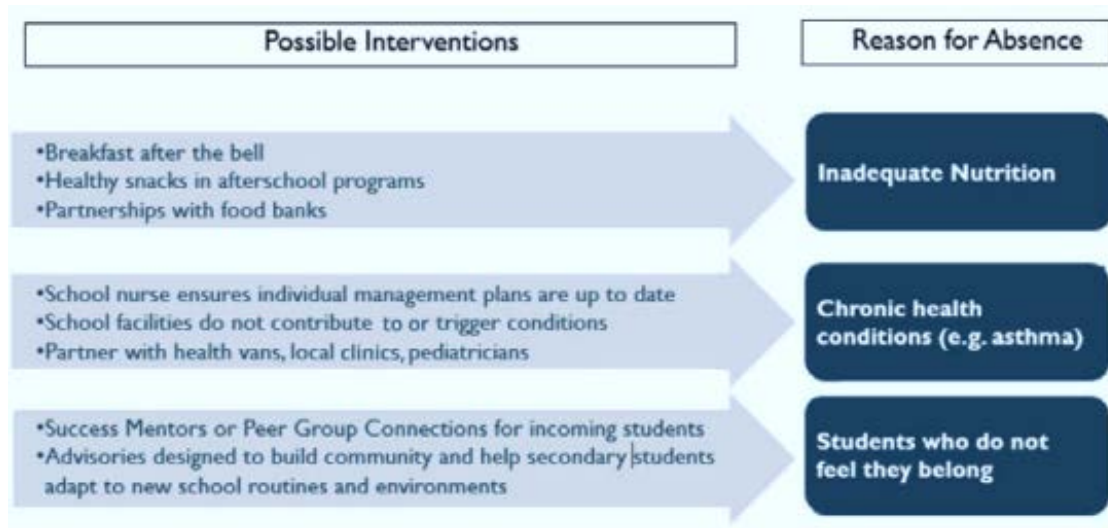 Possible Interventions
Reason for Absence
•Breakfast after the bell
•Healthy snacks in afterschool programs
•Partnerships with food banks
Inadequate Nutrition
•School nurse ensures individual management plans are up to date
•School facilities do not contribute to or trigger conditions
•Partner with health vans, local clinics, pediatricians
Chronic health
conditions (e.g. asthma)
•Success Mentors or Peer Group Connections for incoming students
•Advisories designed to build community and help secondary students
adapt to new school routines and environments
Students who do not
feel they belong